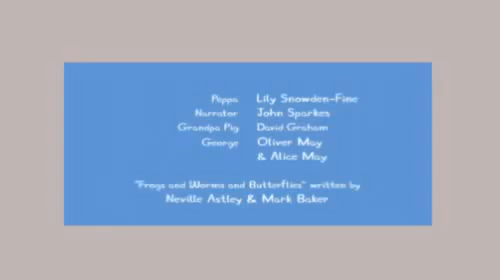 Peppa Lily Snowden-Fine
Narrator John Sparkes
Grandpa Pig David Graham
George Oliver May
& Alice May
"Frogs and Worms and Butterflies" written by
Neville Astley & Mark Baker